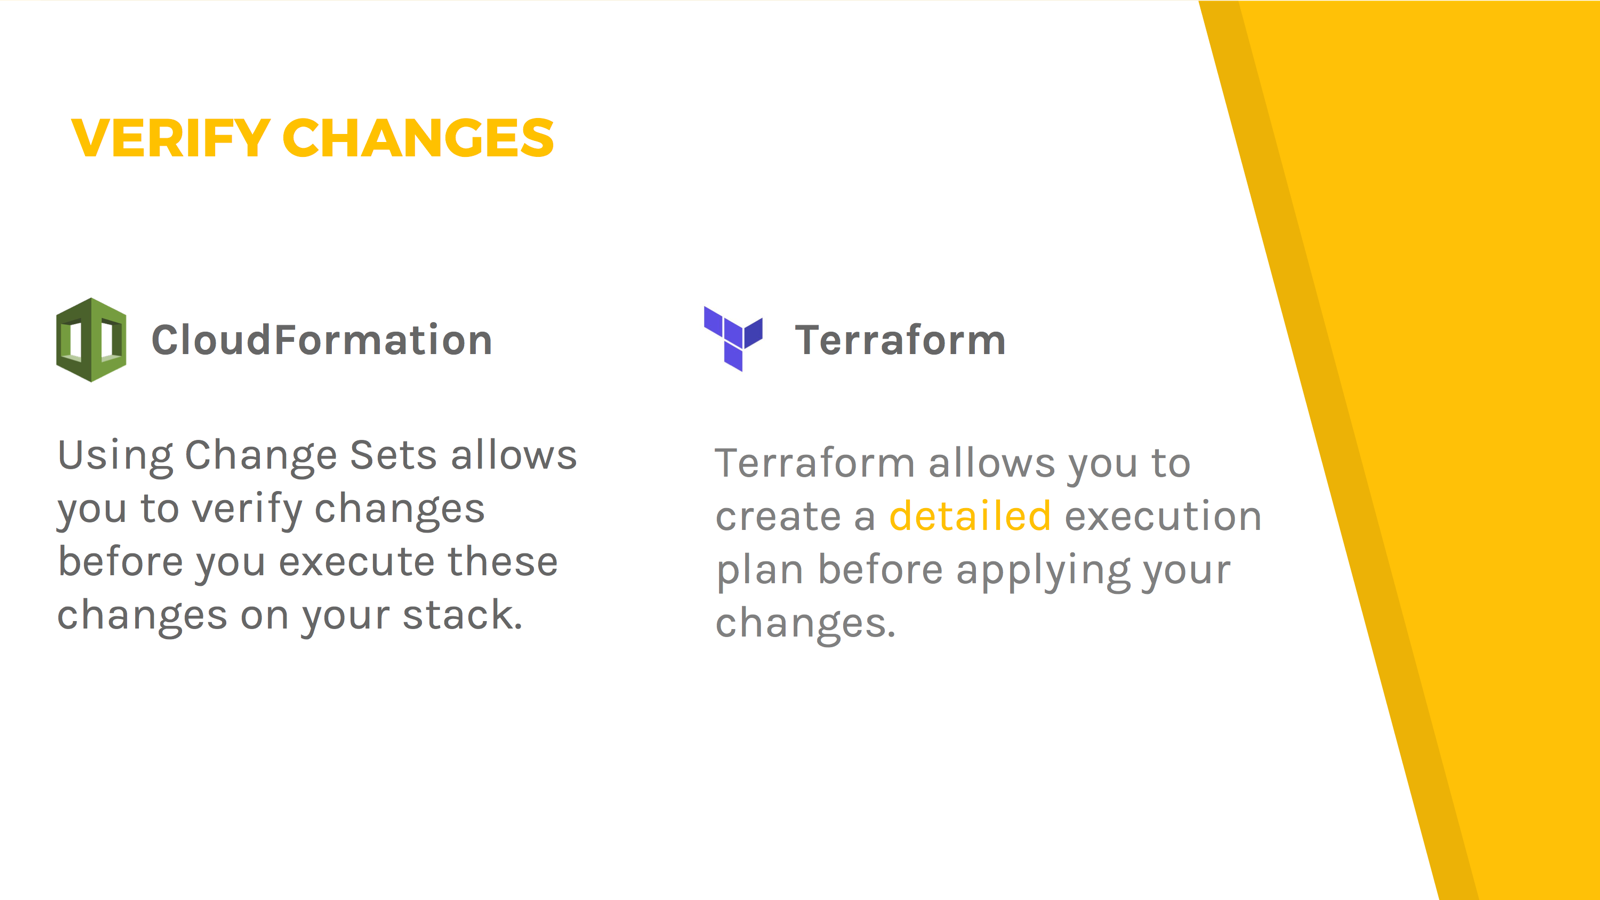 VERIFY CHANGES
CloudFormation
Using Change Sets allows
you to verify changes
before you execute these
changes on your stack.
Terraform
Terraform allows you to
create a detailed execution
plan before applying your
changes.